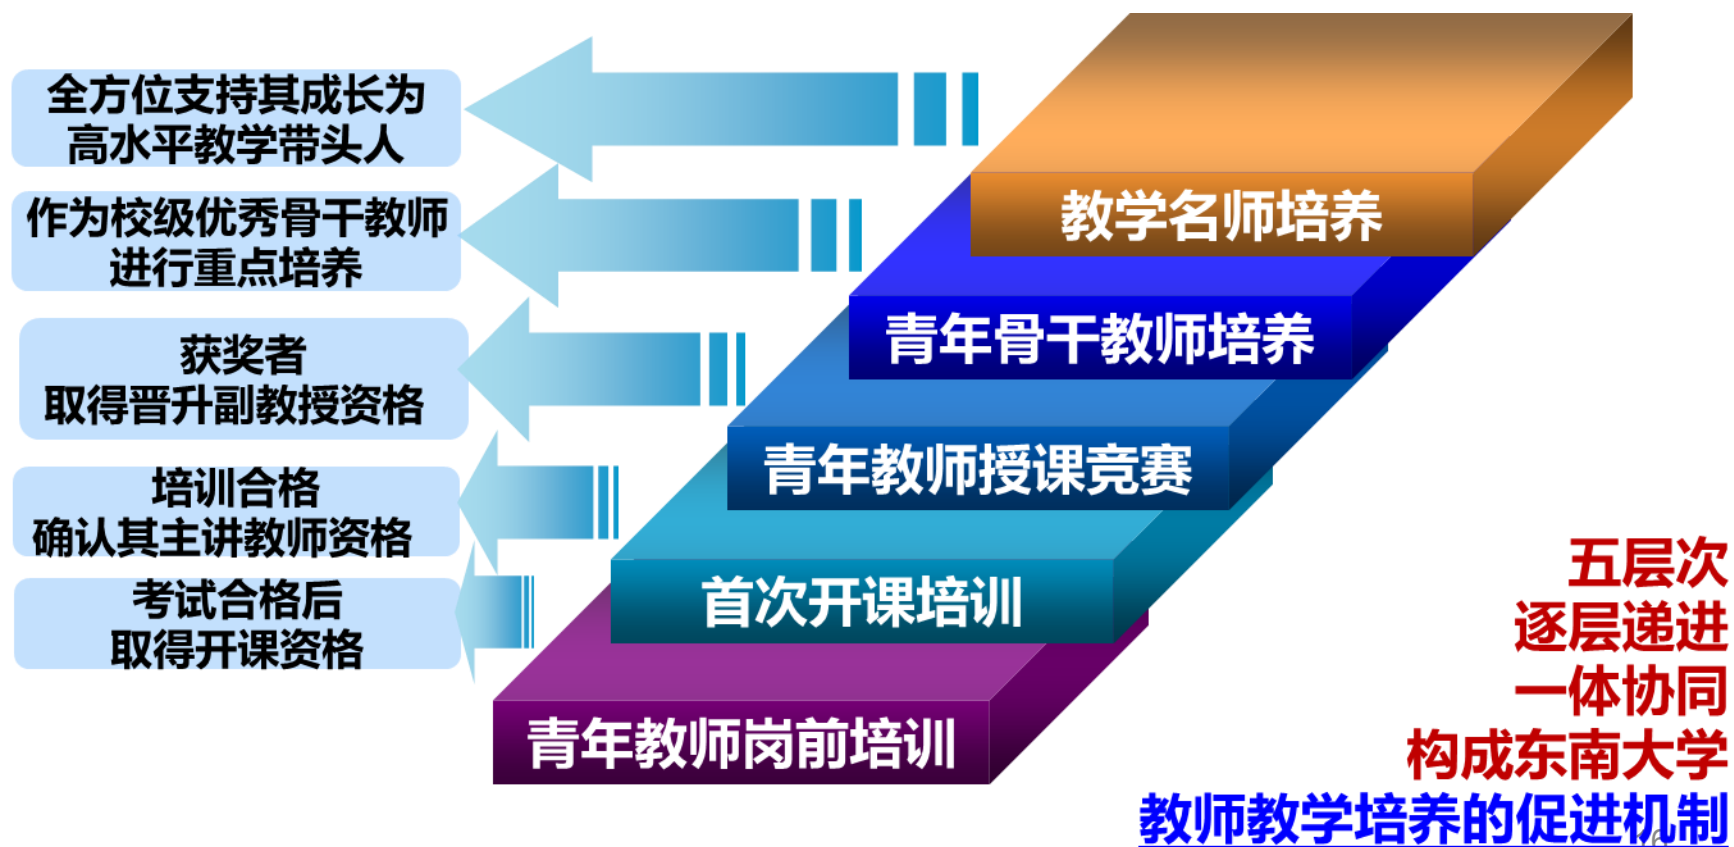 全方位支持其成长为
高水平教学带头人
作为校级优秀骨干教师
进行重点培养
获奖者
取得晋升副教授资格
培训合格
确认其主讲教师资格
考试合格后
取得开课资格
教学名师培养
青年骨干教师培养
青年教师授课竞赛
首次开课培训
青年教师岗前培训
五层次
逐层递进
一体协同
构成东南大学
教师教学培养的促进机制
16